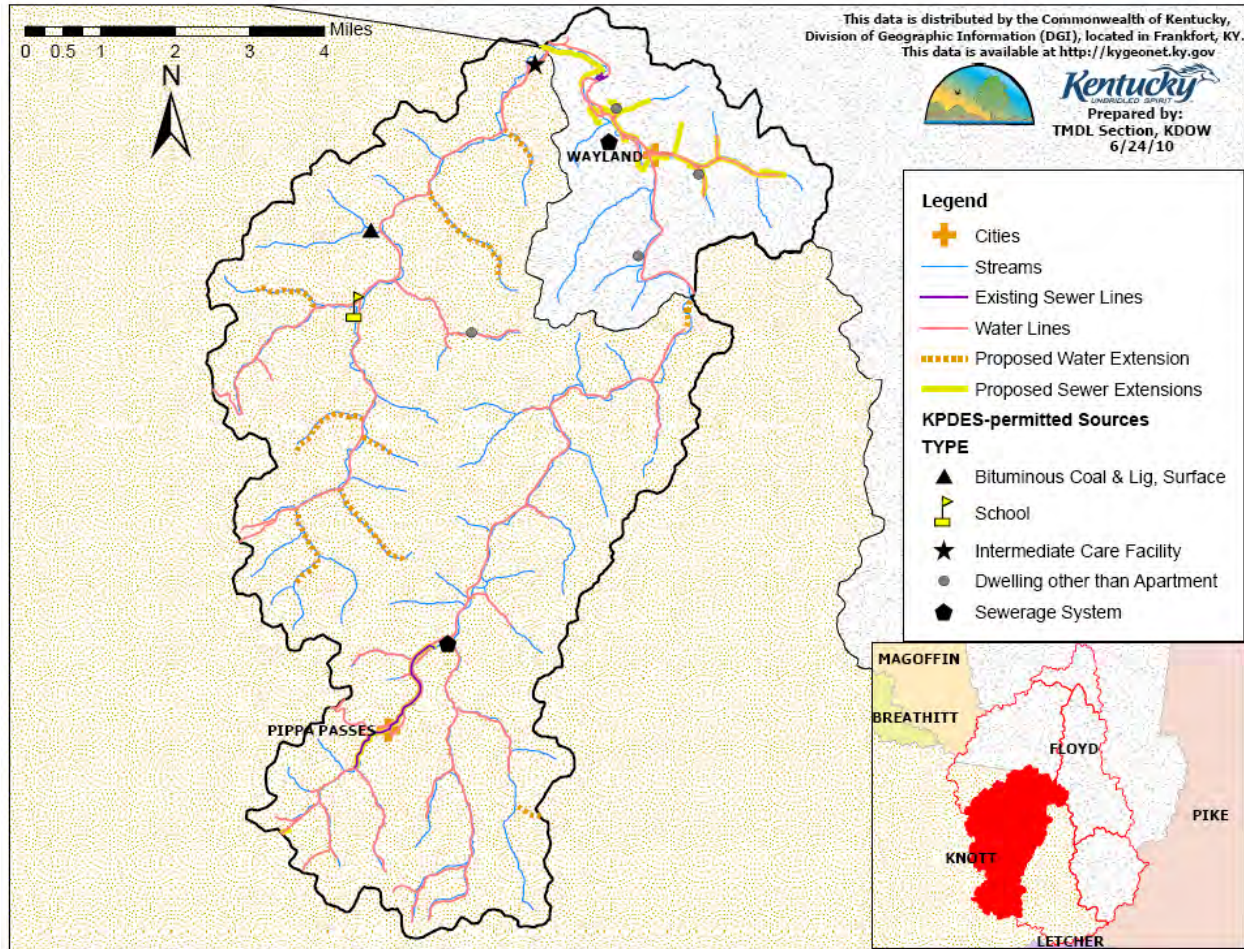 Miles
0 0.5 1 2 3 4
N
This data is distributed by the Commonwealth of Kentucky,
Division of Geographic Information (DGI), located in Frankfort, KY.
This data is available at http://kygeonet.ky.gov
Kentucky
UNBRIDLED SPIRIT
Prepared by:
TMDL Section, KDOW
6/24/10
WAYLAND
PIPPA PASSES
Legend
Cities
Streams
Existing Sewer Lines
Water Lines
Proposed Water Extension
Proposed Sewer Extensions
KPDES-permitted Sources
TYPE
Bituminous Coal & Lig, Surface
School
Intermediate Care Facility
Dwelling other than Apartment
Sewerage System
MAGOFFIN
BREATHITT
FLOYD
PIKE
KNOTT
LETCHER